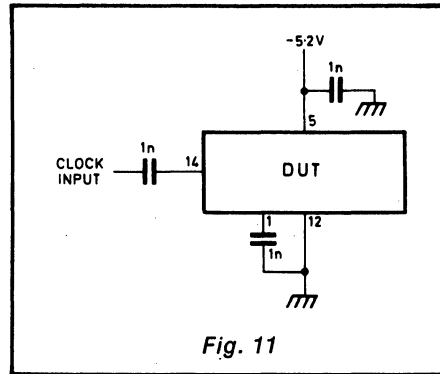 -5·2V
1n
5
1n
CLOCK
INPUT
14
DUT
1
12
1n
Fig. 11